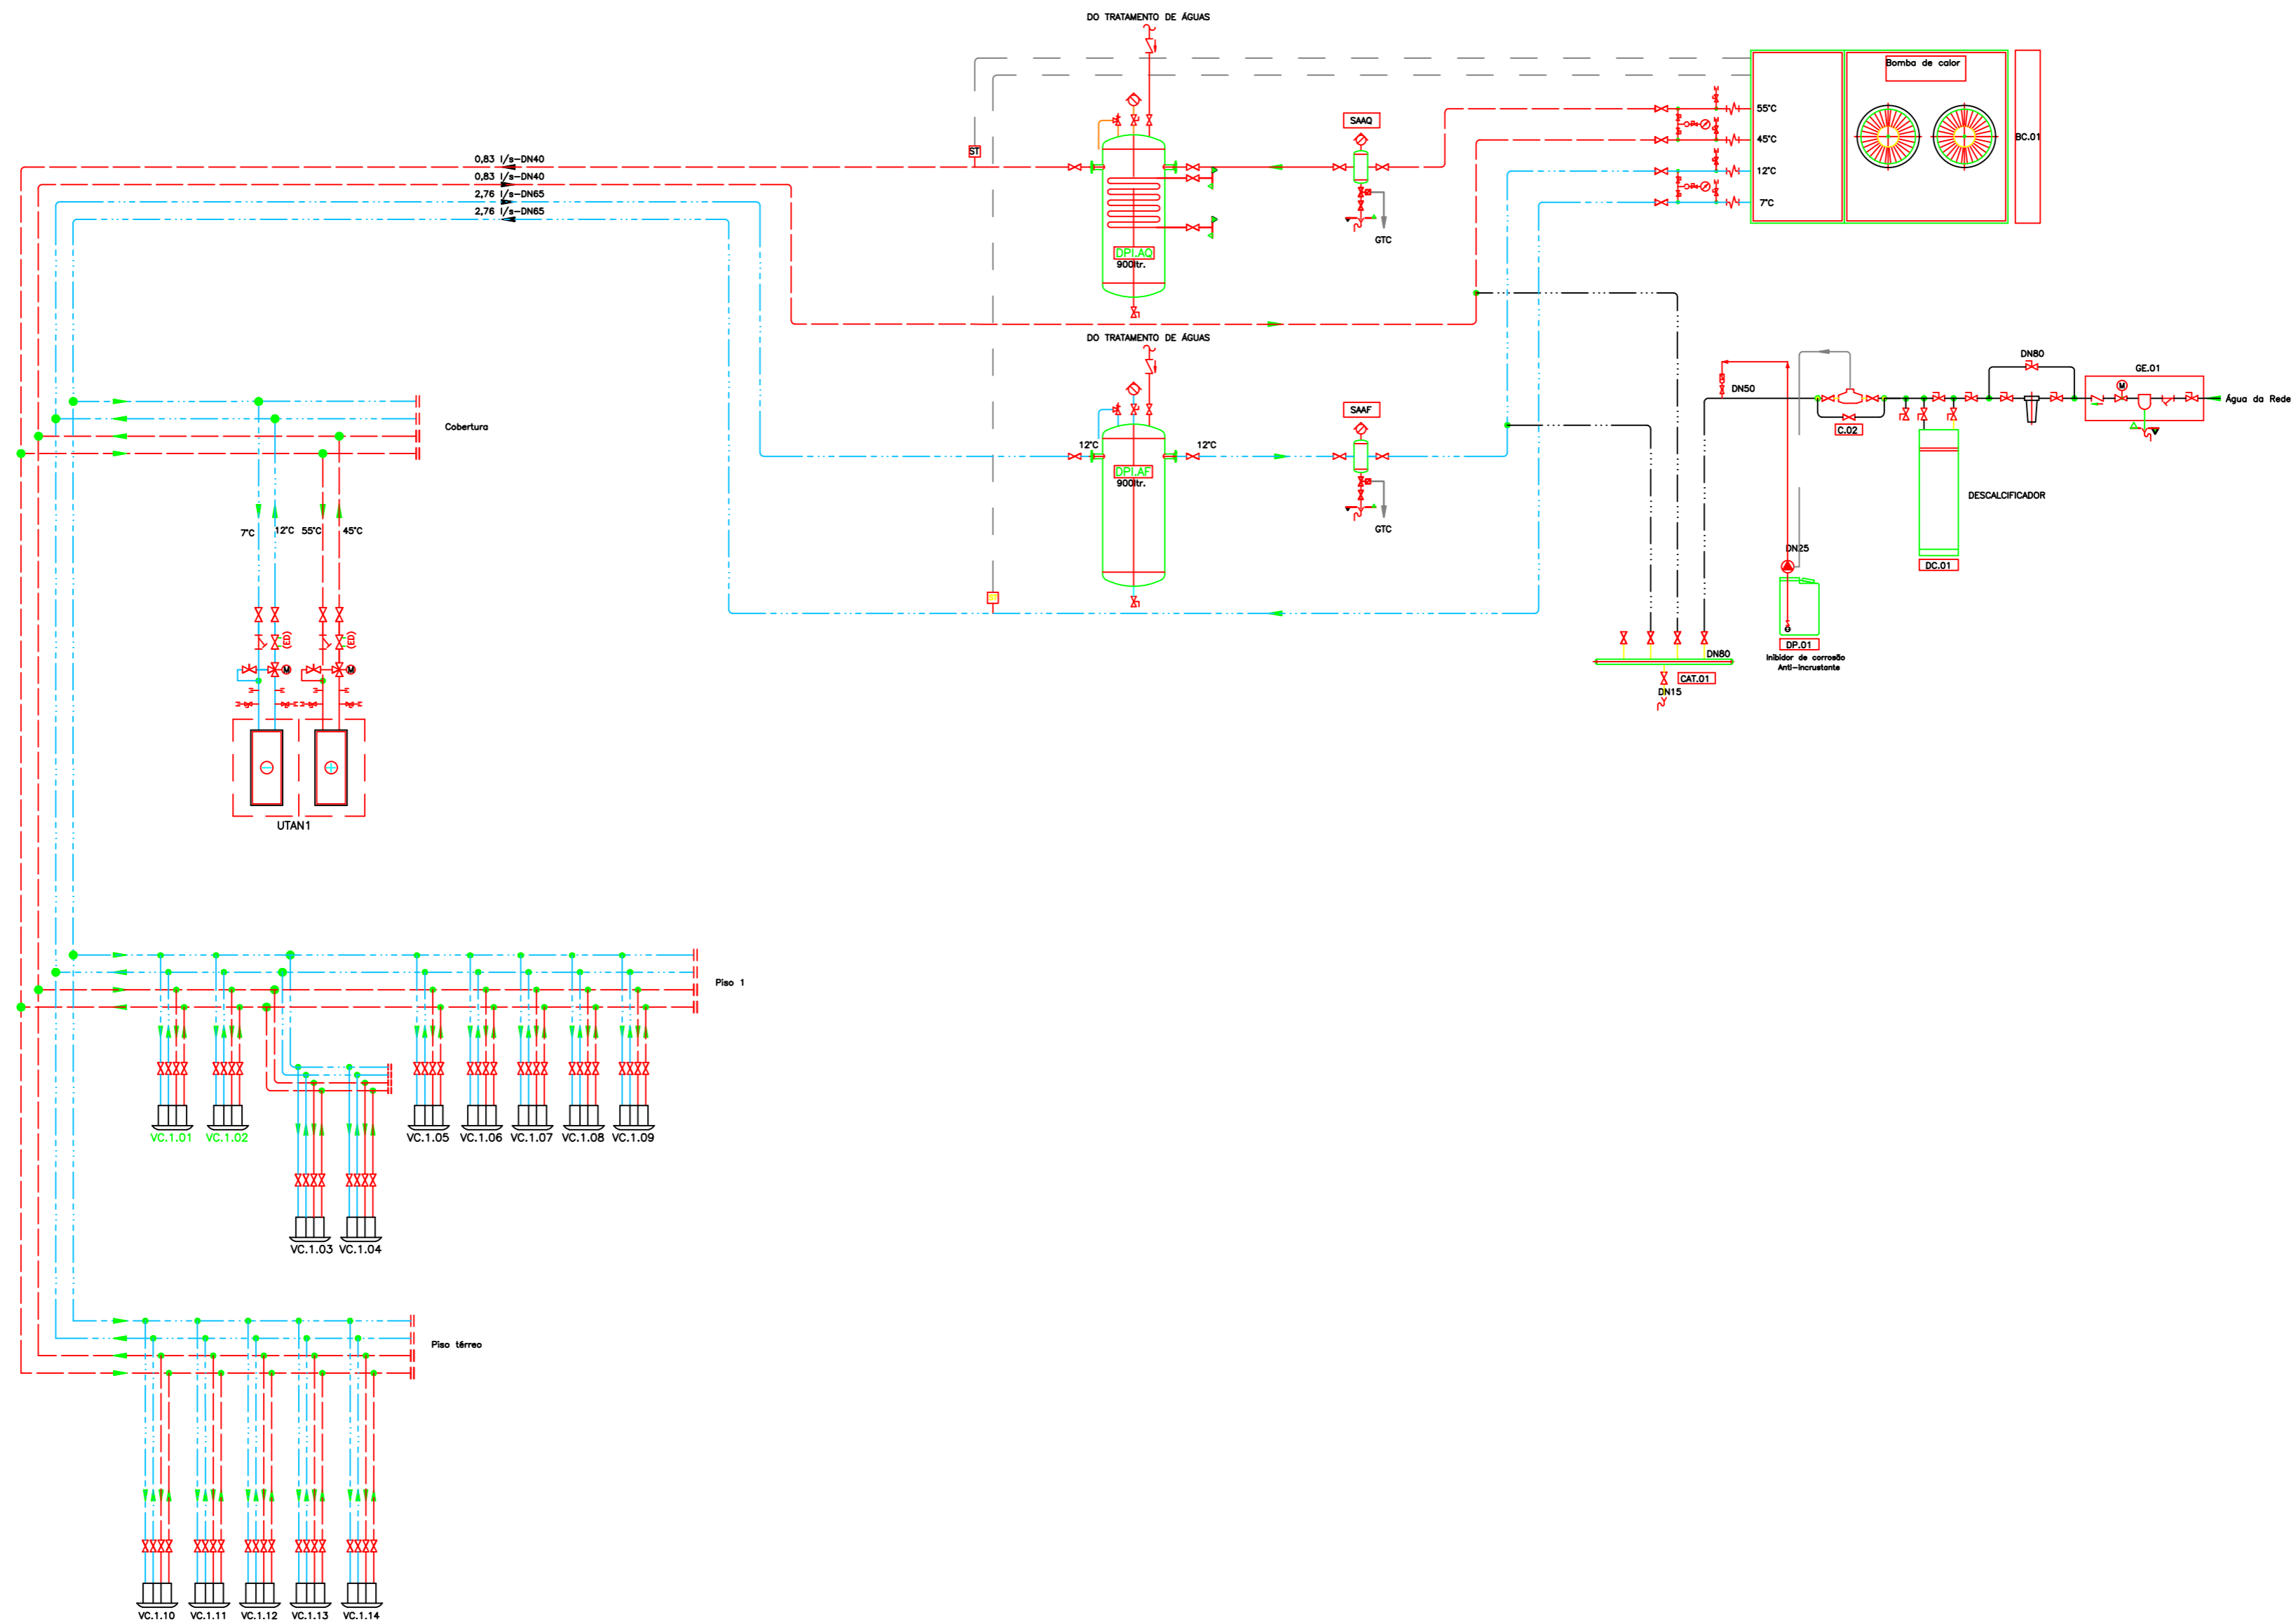 DO TRATAMENTO DE ÁGUAS
Bomba de calor
BC.01
55°C
45°C
12°C
7°C
SAAQ
GTC
ST
0,83 l/s-DN40
0,83 l/s-DN40
2,76 l/s-DN65
2,76 l/s-DN65
DPI.AQ
900ltr.
DO TRATAMENTO DE ÁGUAS
SAAF
12°C
12°C
DPI.AF
900ltr.
GTC
DN50
C.02
DN80
GE.01
M
Água da Rede
DESCALCIFICADOR
DC.01
DN25
DP.01
Inibidor de corrosão
Anti-incrustante
DN80
CAT.01
DN15
Cobertura
7°C
12°C
55°C
45°C
(ED)
(ED)
M
M
UTAN1
Piso 1
VC.1.01
VC.1.02
VC.1.05
VC.1.06
VC.1.07
VC.1.08
VC.1.09
VC.1.03
VC.1.04
Piso térreo
VC.1.10
VC.1.11
VC.1.12
VC.1.13
VC.1.14